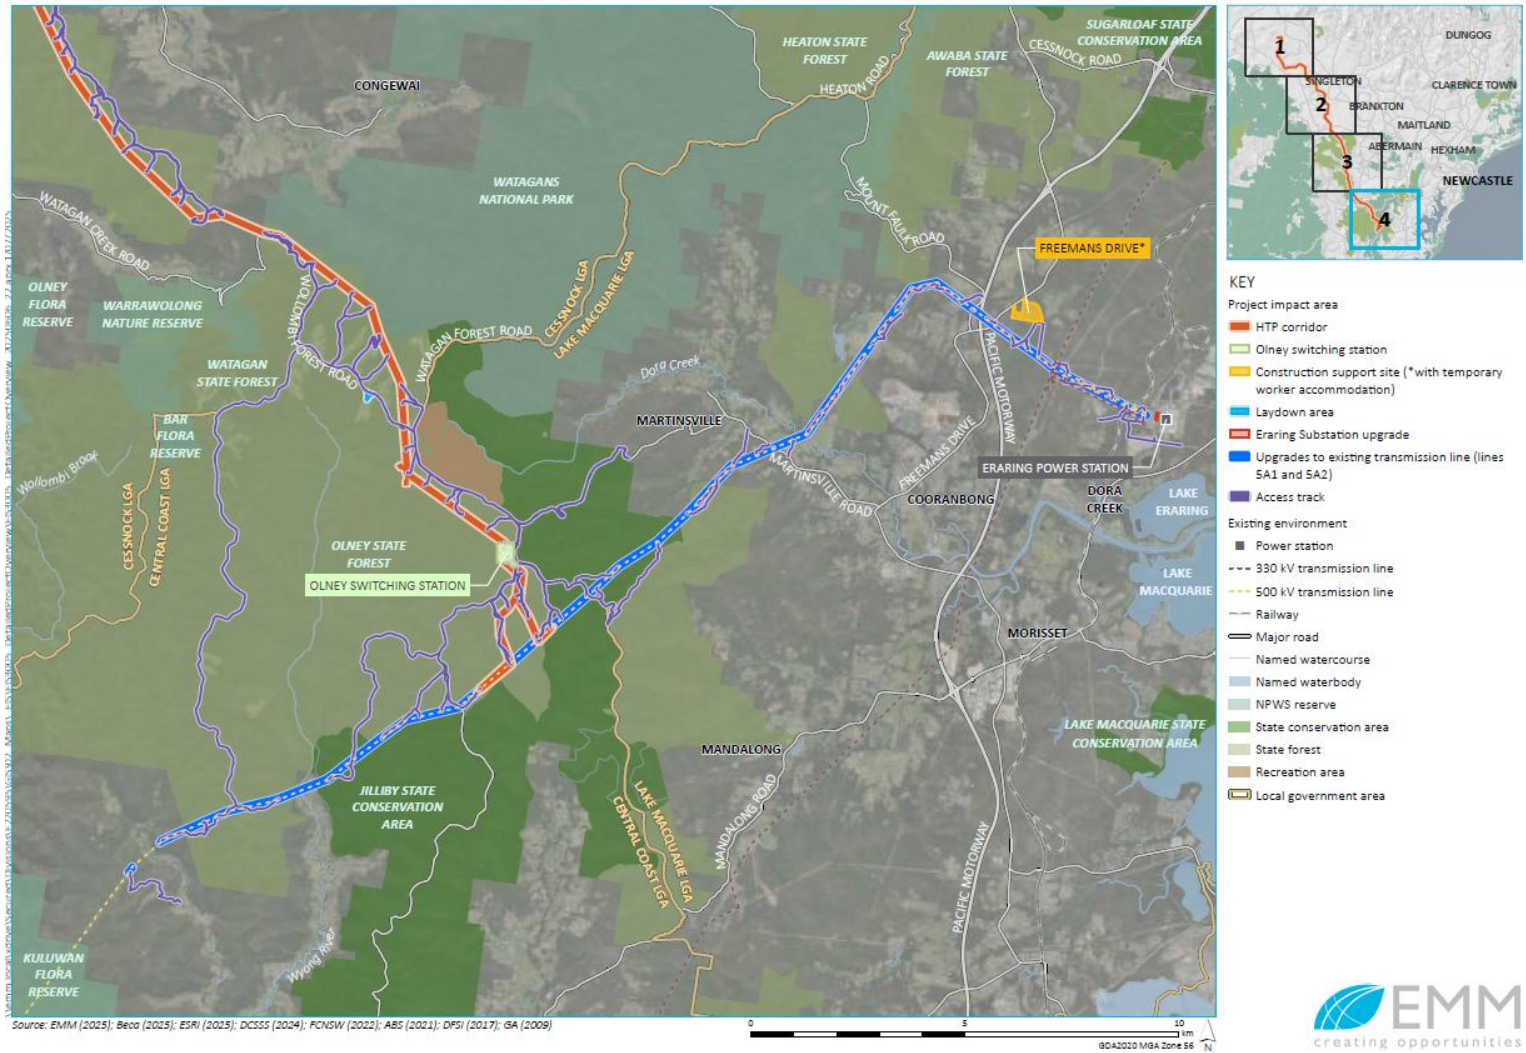 SUGARLOAF STATE
CONSERVATION AREA
HEATON STATE
FOREST
CESSNOCK ROAD
AWABA STATE
FOREST
CONGEWAI
HEATON ROAD
WATAGANS
NATIONAL PARK
MOUNT FAULK ROAD
WATAGAN CREEK ROAD
FREEMANS DRIVE*
CESSNOCK LGA
LAKE MACQUARIE LGA
OLNEY
FLORA
RESERVE
WARRAWOLONG
NATURE RESERVE
WOLLOMBI FOREST ROAD
WATAGAN FOREST ROAD
WATAGAN
STATE FOREST
Dora Creek
PACIFIC MOTORWAY
BAR
FLORA
RESERVE
MARTINSVILLE
Wollombi Brook
MARTINSVILLE ROAD
FREEMANS DRIVE
ERARING POWER STATION
COORANBONG
DORA
CREEK
LAKE
ERARING
CESSNOCK LGA
CENTRAL COAST LGA
OLNEY STATE
FOREST
OLNEY SWITCHING STATION
LAKE
MACQUARIE
MORISSET
LAKE MACQUARIE STATE
CONSERVATION AREA
MANDALONG
JILLIBY STATE
CONSERVATION
AREA
LAKE MACQUARIE LGA
CENTRAL COAST LGA
MANDALONG ROAD
PACIFIC MOTORWAY
Wyong River
KULUWAN
FLORA
RESERVE
Source: EMM (2025); Beca (2025); ESRI (2025); DCSSS (2024); FCNSW (2022); ABS (2021); DFSI (2017); GA (2009)
0 5 10
km
GDA2020 MGA Zone 56
N
1
DUNGOG
SINGLETON
CLARENCE TOWN
2
BRANXTON
MAITLAND
ABERMAIN
HEXHAM
3
NEWCASTLE
4
KEY
Project impact area
HTP corridor
Olney switching station
Construction support site (*with temporary
worker accommodation)
Laydown area
Eraring Substation upgrade
Upgrades to existing transmission line (lines
5A1 and 5A2)
Access track
Existing environment
Power station
330 kV transmission line
500 kV transmission line
Railway
Major road
Named watercourse
Named waterbody
NPWS reserve
State conservation area
State forest
Recreation area
Local government area
EMM
creating opportunities